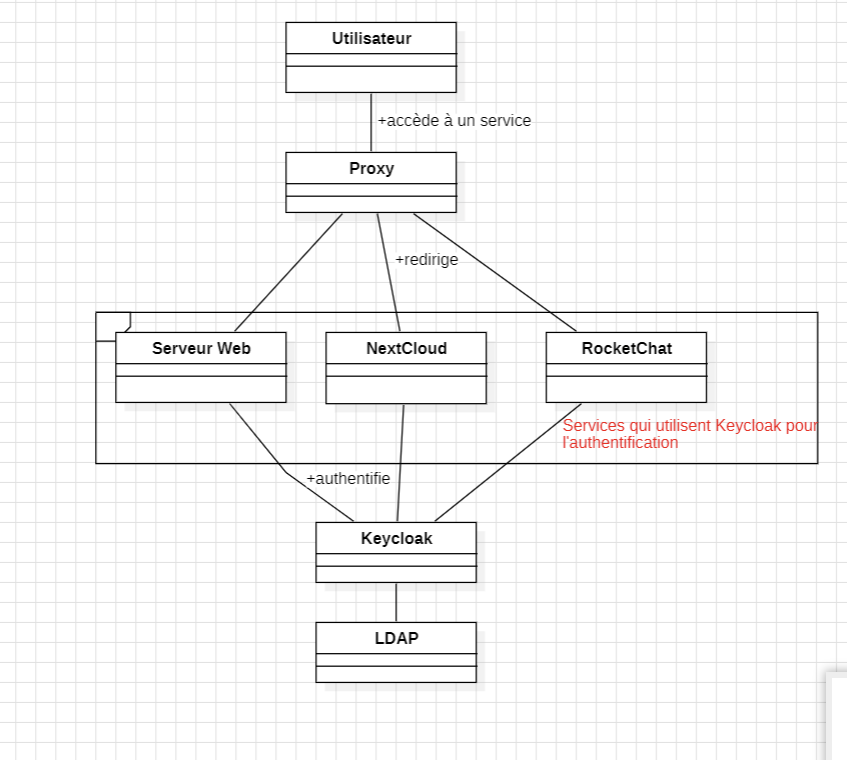 Utilisateur
+accède à un service
Proxy
+redirige
Serveur Web
NextCloud
RocketChat
Services qui utilisent Keycloak pour
l'authentification
+authentifie
Keycloak
LDAP